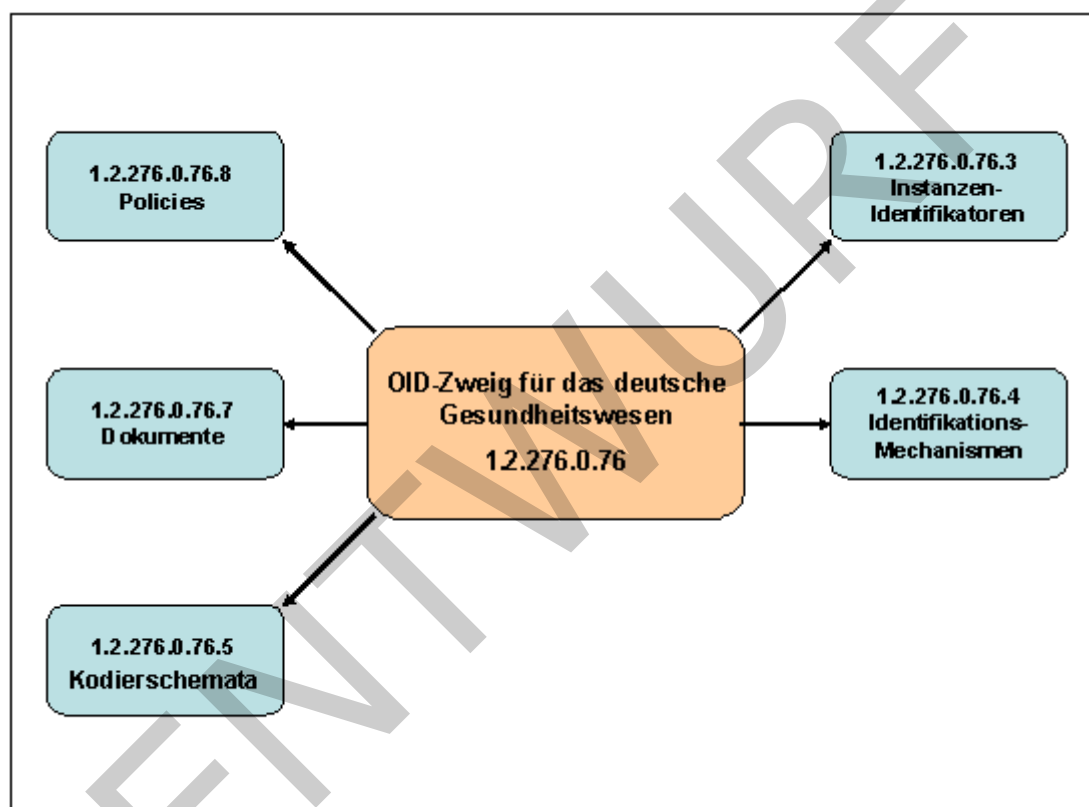 1.2.276.0.76.8
Policies
1.2.276.0.76.3
Instanzen-
Identifikatoren
OID-Zweig für das deutsche
Gesundheitswesen
1.2.276.0.76
1.2.276.0.76.7
Dokumente
1.2.276.0.76.4
Identifikations-
Mechanismen
1.2.276.0.76.5
Kodierschemata
ENTWURF